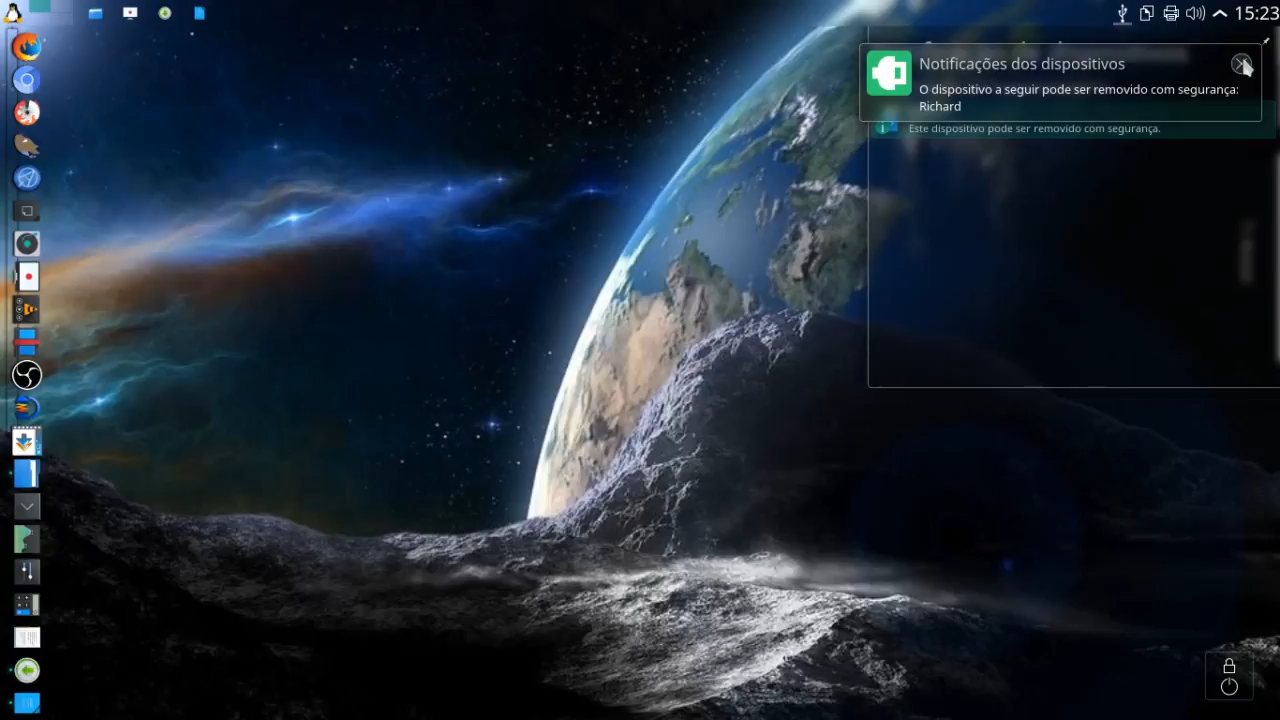 15:23
Notificações dos dispositivos
O dispositivo a seguir pode ser removido com segurança:
Richard
Este dispositivo pode ser removido com segurança.